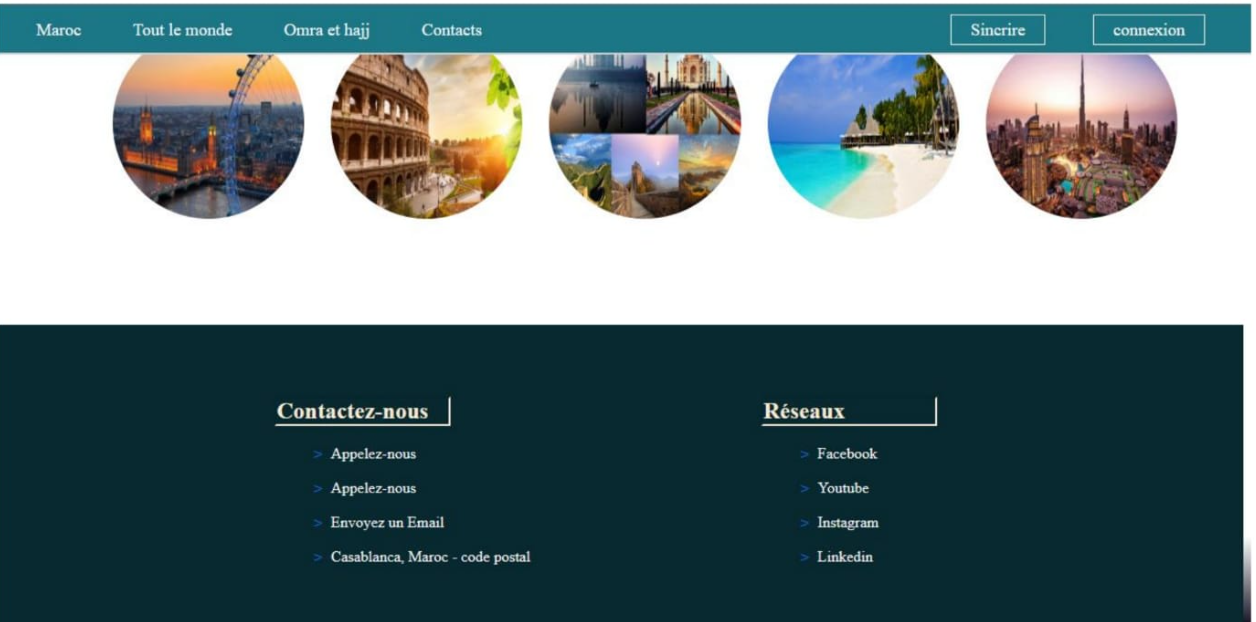 Maroc Tout le monde Omra et hajj Contacts Sincrire connexion
Contactez-nous
> Appelez-nous
> Appelez-nous
> Envoyez un Email
> Casablanca, Maroc - code postal
Réseaux
> Facebook
> Youtube
> Instagram
> Linkedin